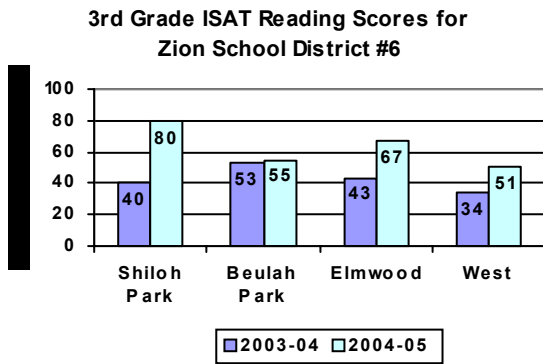 3rd Grade ISAT Reading Scores for
Zion School District #6
100
80
60
40
20
0
40
80
53
55
43
67
34
51
Shiloh Park
Beulah Park
Elmwood
West
2003-04
2004-05